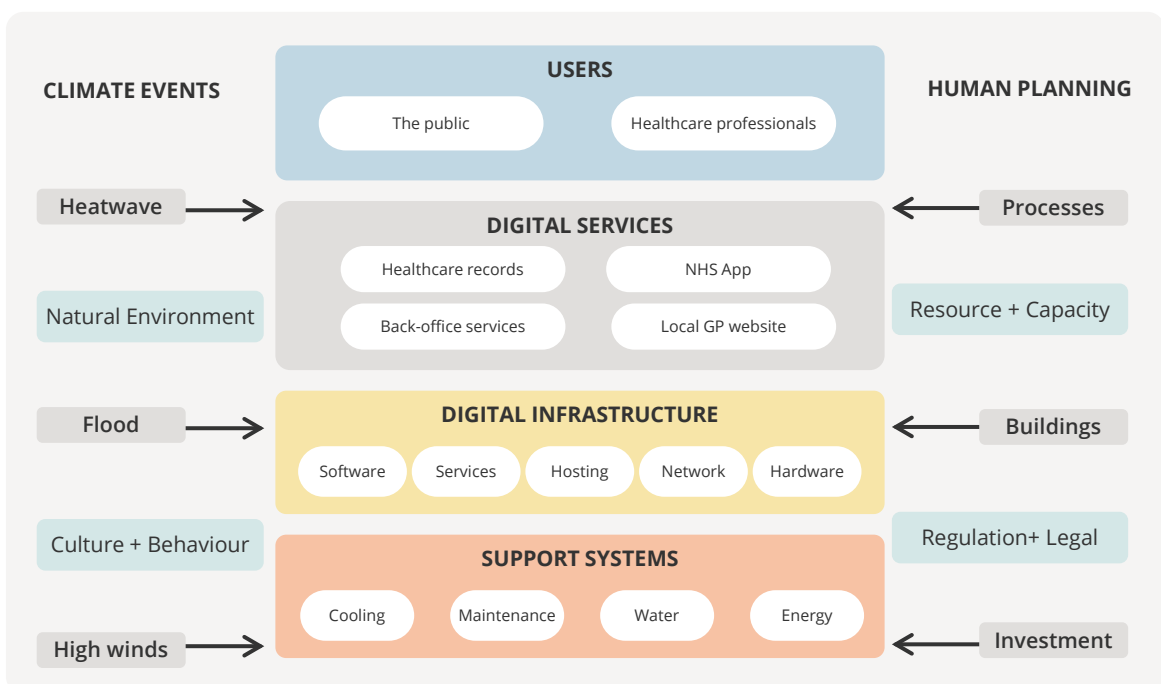 CLIMATE EVENTS
Heatwave
Natural Environment
Flood
Culture + Behaviour
High winds
USERS
The public
Healthcare professionals
DIGITAL SERVICES
Healthcare records
NHS App
Back-office services
Local GP website
DIGITAL INFRASTRUCTURE
Software
Services
Hosting
Network
Hardware
SUPPORT SYSTEMS
Cooling
Maintenance
Water
Energy
HUMAN PLANNING
Processes
Resource + Capacity
Buildings
Regulation+ Legal
Investment